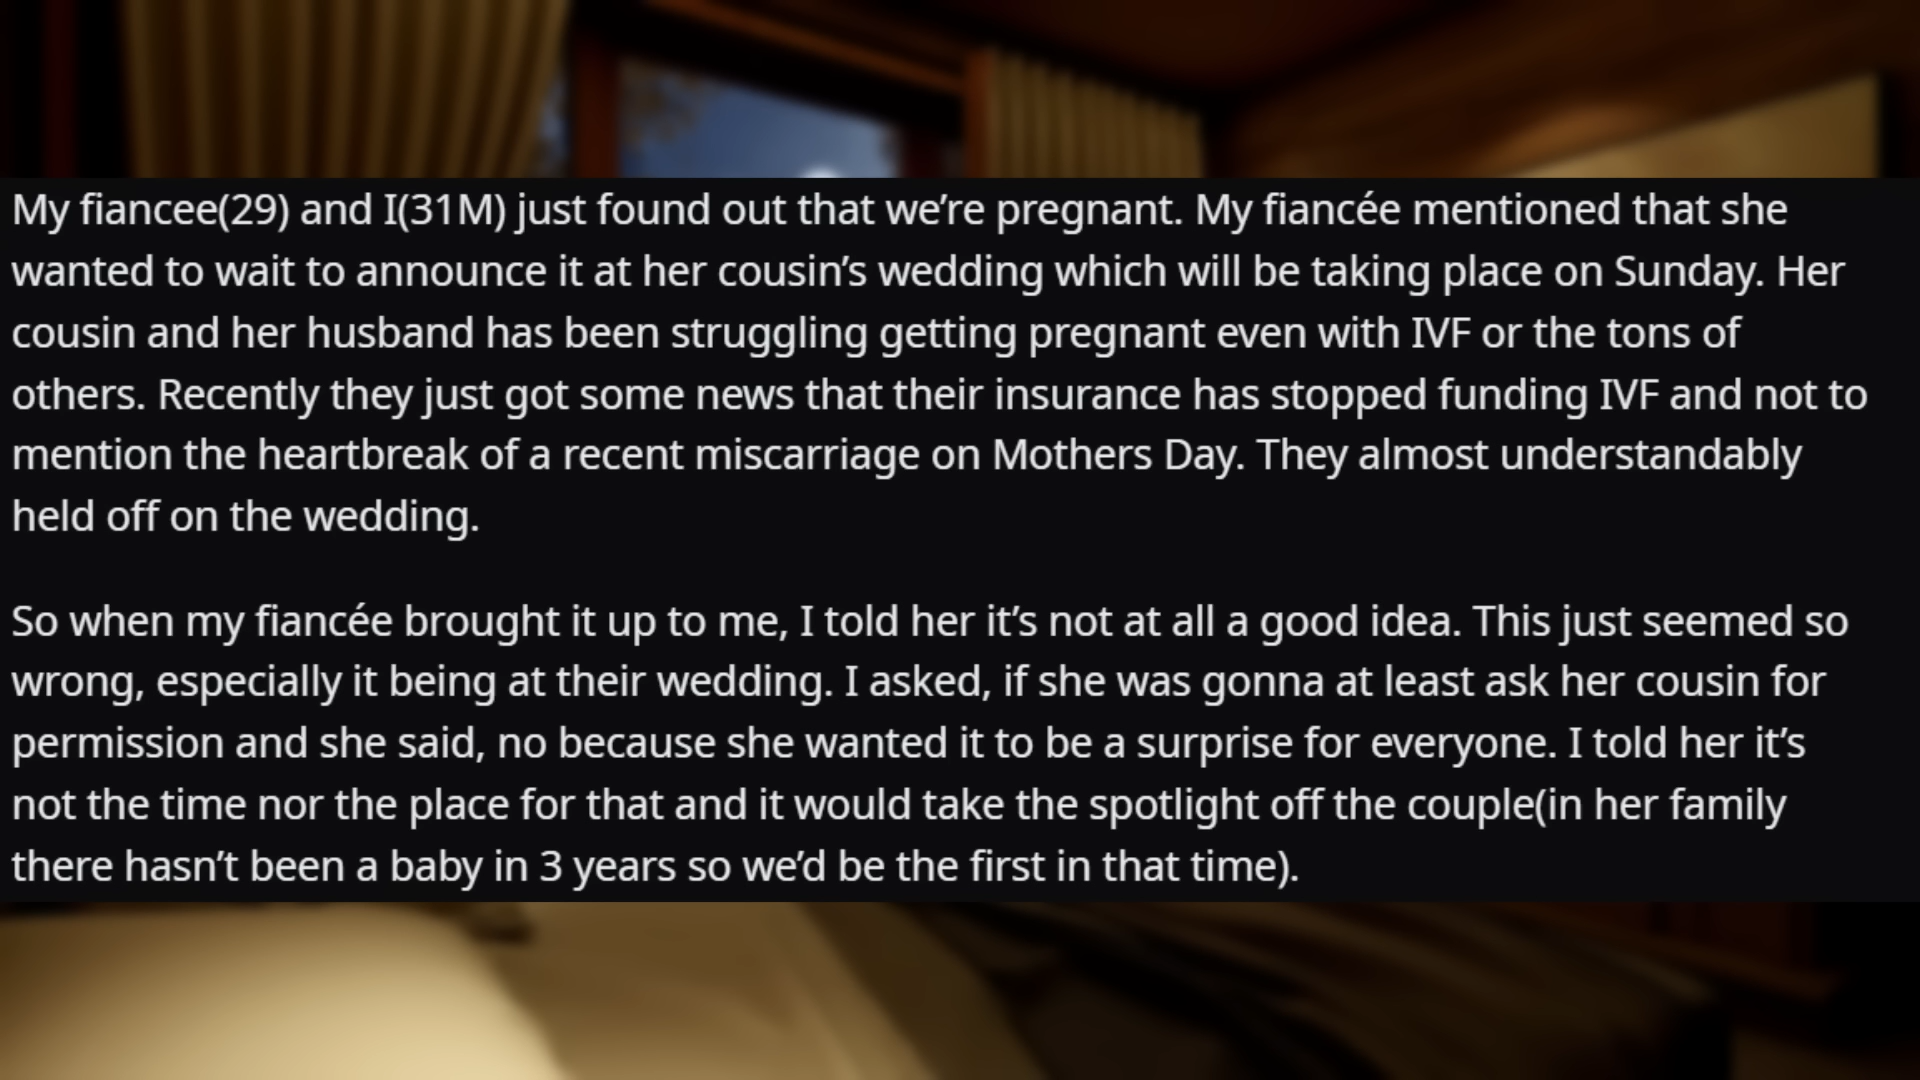 My fiancee(29) and I(31M) just found out that we’re pregnant. My fiancée mentioned that she
wanted to wait to announce it at her cousin’s wedding which will be taking place on Sunday. Her
cousin and her husband has been struggling getting pregnant even with IVF or the tons of
others. Recently they just got some news that their insurance has stopped funding IVF and not to
mention the heartbreak of a recent miscarriage on Mothers Day. They almost understandably
held off on the wedding.
So when my fiancée brought it up to me, I told her it’s not at all a good idea. This just seemed so
wrong, especially it being at their wedding. I asked, if she was gonna at least ask her cousin for
permission and she said, no because she wanted it to be a surprise for everyone. I told her it’s
not the time nor the place for that and it would take the spotlight off the couple(in her family
there hasn’t been a baby in 3 years so we’d be the first in that time).